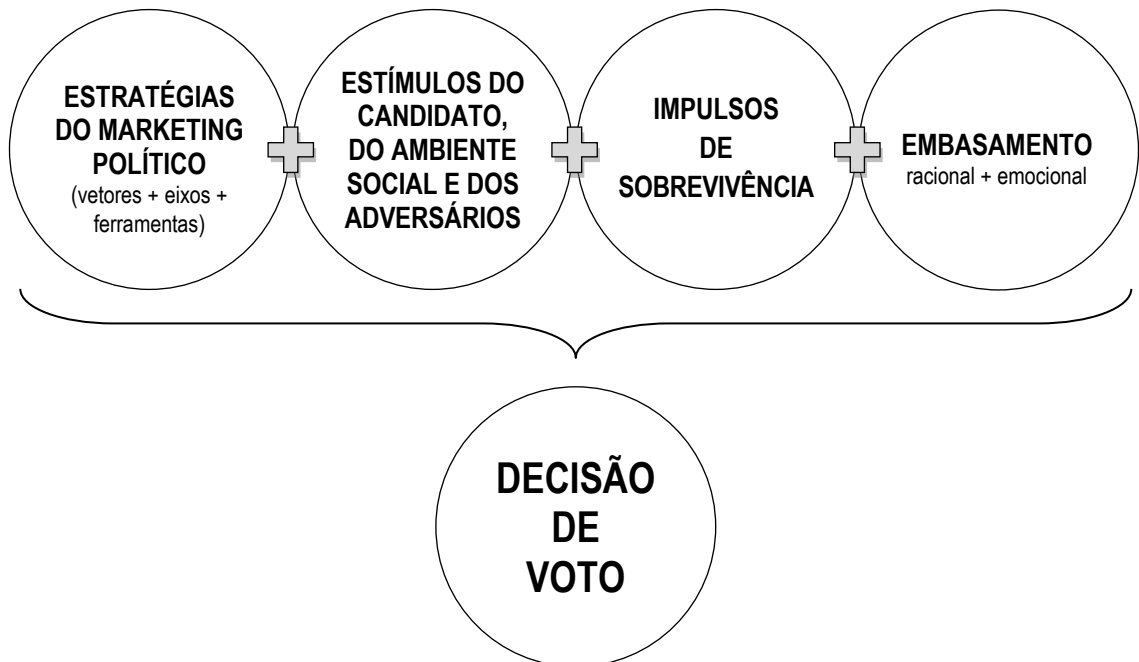 ESTRATÉGIAS
DO MARKETING
POLÍTICO
(vetores + eixos +
ferramentas)
ESTÍMULOS DO
CANDIDATO,
DO AMBIENTE
SOCIAL E DOS
ADVERSÁRIOS
IMPULSOS
DE
SOBREVIVÊNCIA
EMBASAMENTO
racional + emocional
DECISÃO
DE
VOTO